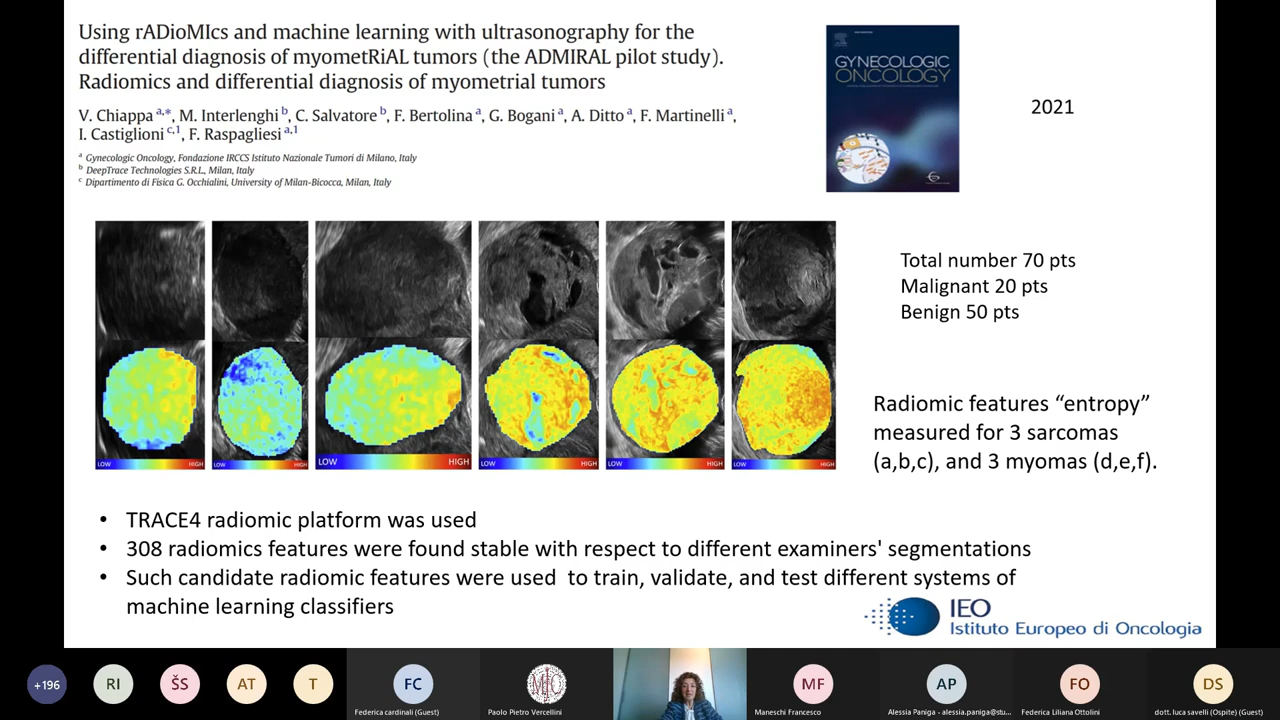 Using rADioMIcs and machine learning with ultrasonography for the
differential diagnosis of myometRiAL tumors (the ADMIRAL pilot study).
Radiomics and differential diagnosis of myometrial tumors
V. Chiappa a,*, M. Interlenghi b, C. Salvatore b, F. Bertolina a, G. Bogani a, A. Ditto a, F. Martinelli a,
I. Castiglioni c,1, F. Raspagliesi a,1
a Gynecologic Oncology, Fondazione IRCCS Istituto Nazionale Tumori di Milano, Italy
b DeepTrace Technologies S.R.L., Milan, Italy
c Dipartimento di Fisica G. Occhialini, University of Milan-Bicocca, Milan, Italy
GYNECOLOGIC
ONCOLOGY
2021
LOW HIGH LOW HIGH LOW HIGH LOW HIGH LOW HIGH LOW HIGH
Total number 70 pts
Malignant 20 pts
Benign 50 pts
Radiomic features “entropy”
measured for 3 sarcomas
(a,b,c), and 3 myomas (d,e,f).
• TRACE4 radiomic platform was used
• 308 radiomics features were found stable with respect to different examiners' segmentations
• Such candidate radiomic features were used to train, validate, and test different systems of
machine learning classifiers
IEO
Istituto Europeo di Oncologia
+196
RI
ŠS
AT
T
FC
Federica cardinali (Guest)
Paolo Pietro Vercellini
MF
Maneschi Francesco
AP
Alessia Paniga - alessia.paniga@stu...
FO
Federica Liliana Ottolini
DS
dott. luca savelli (Ospite) (Guest)